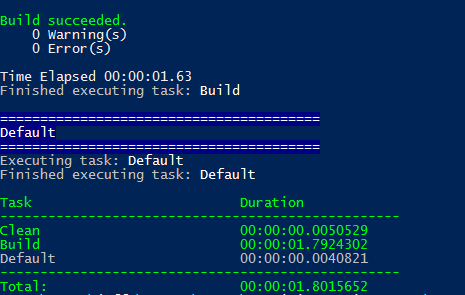 Build succeeded.
    0 Warning(s)
    0 Error(s)
Time Elapsed 00:00:01.63
Finished executing task: Build
========================================
Default
========================================
Executing task: Default
Finished executing task: Default
Task                          Duration
--------------------------------------------------
Clean                         00:00:00.0050529
Build                         00:00:01.7924302
Default                       00:00:00.0040821
--------------------------------------------------
Total:                        00:00:01.8015652